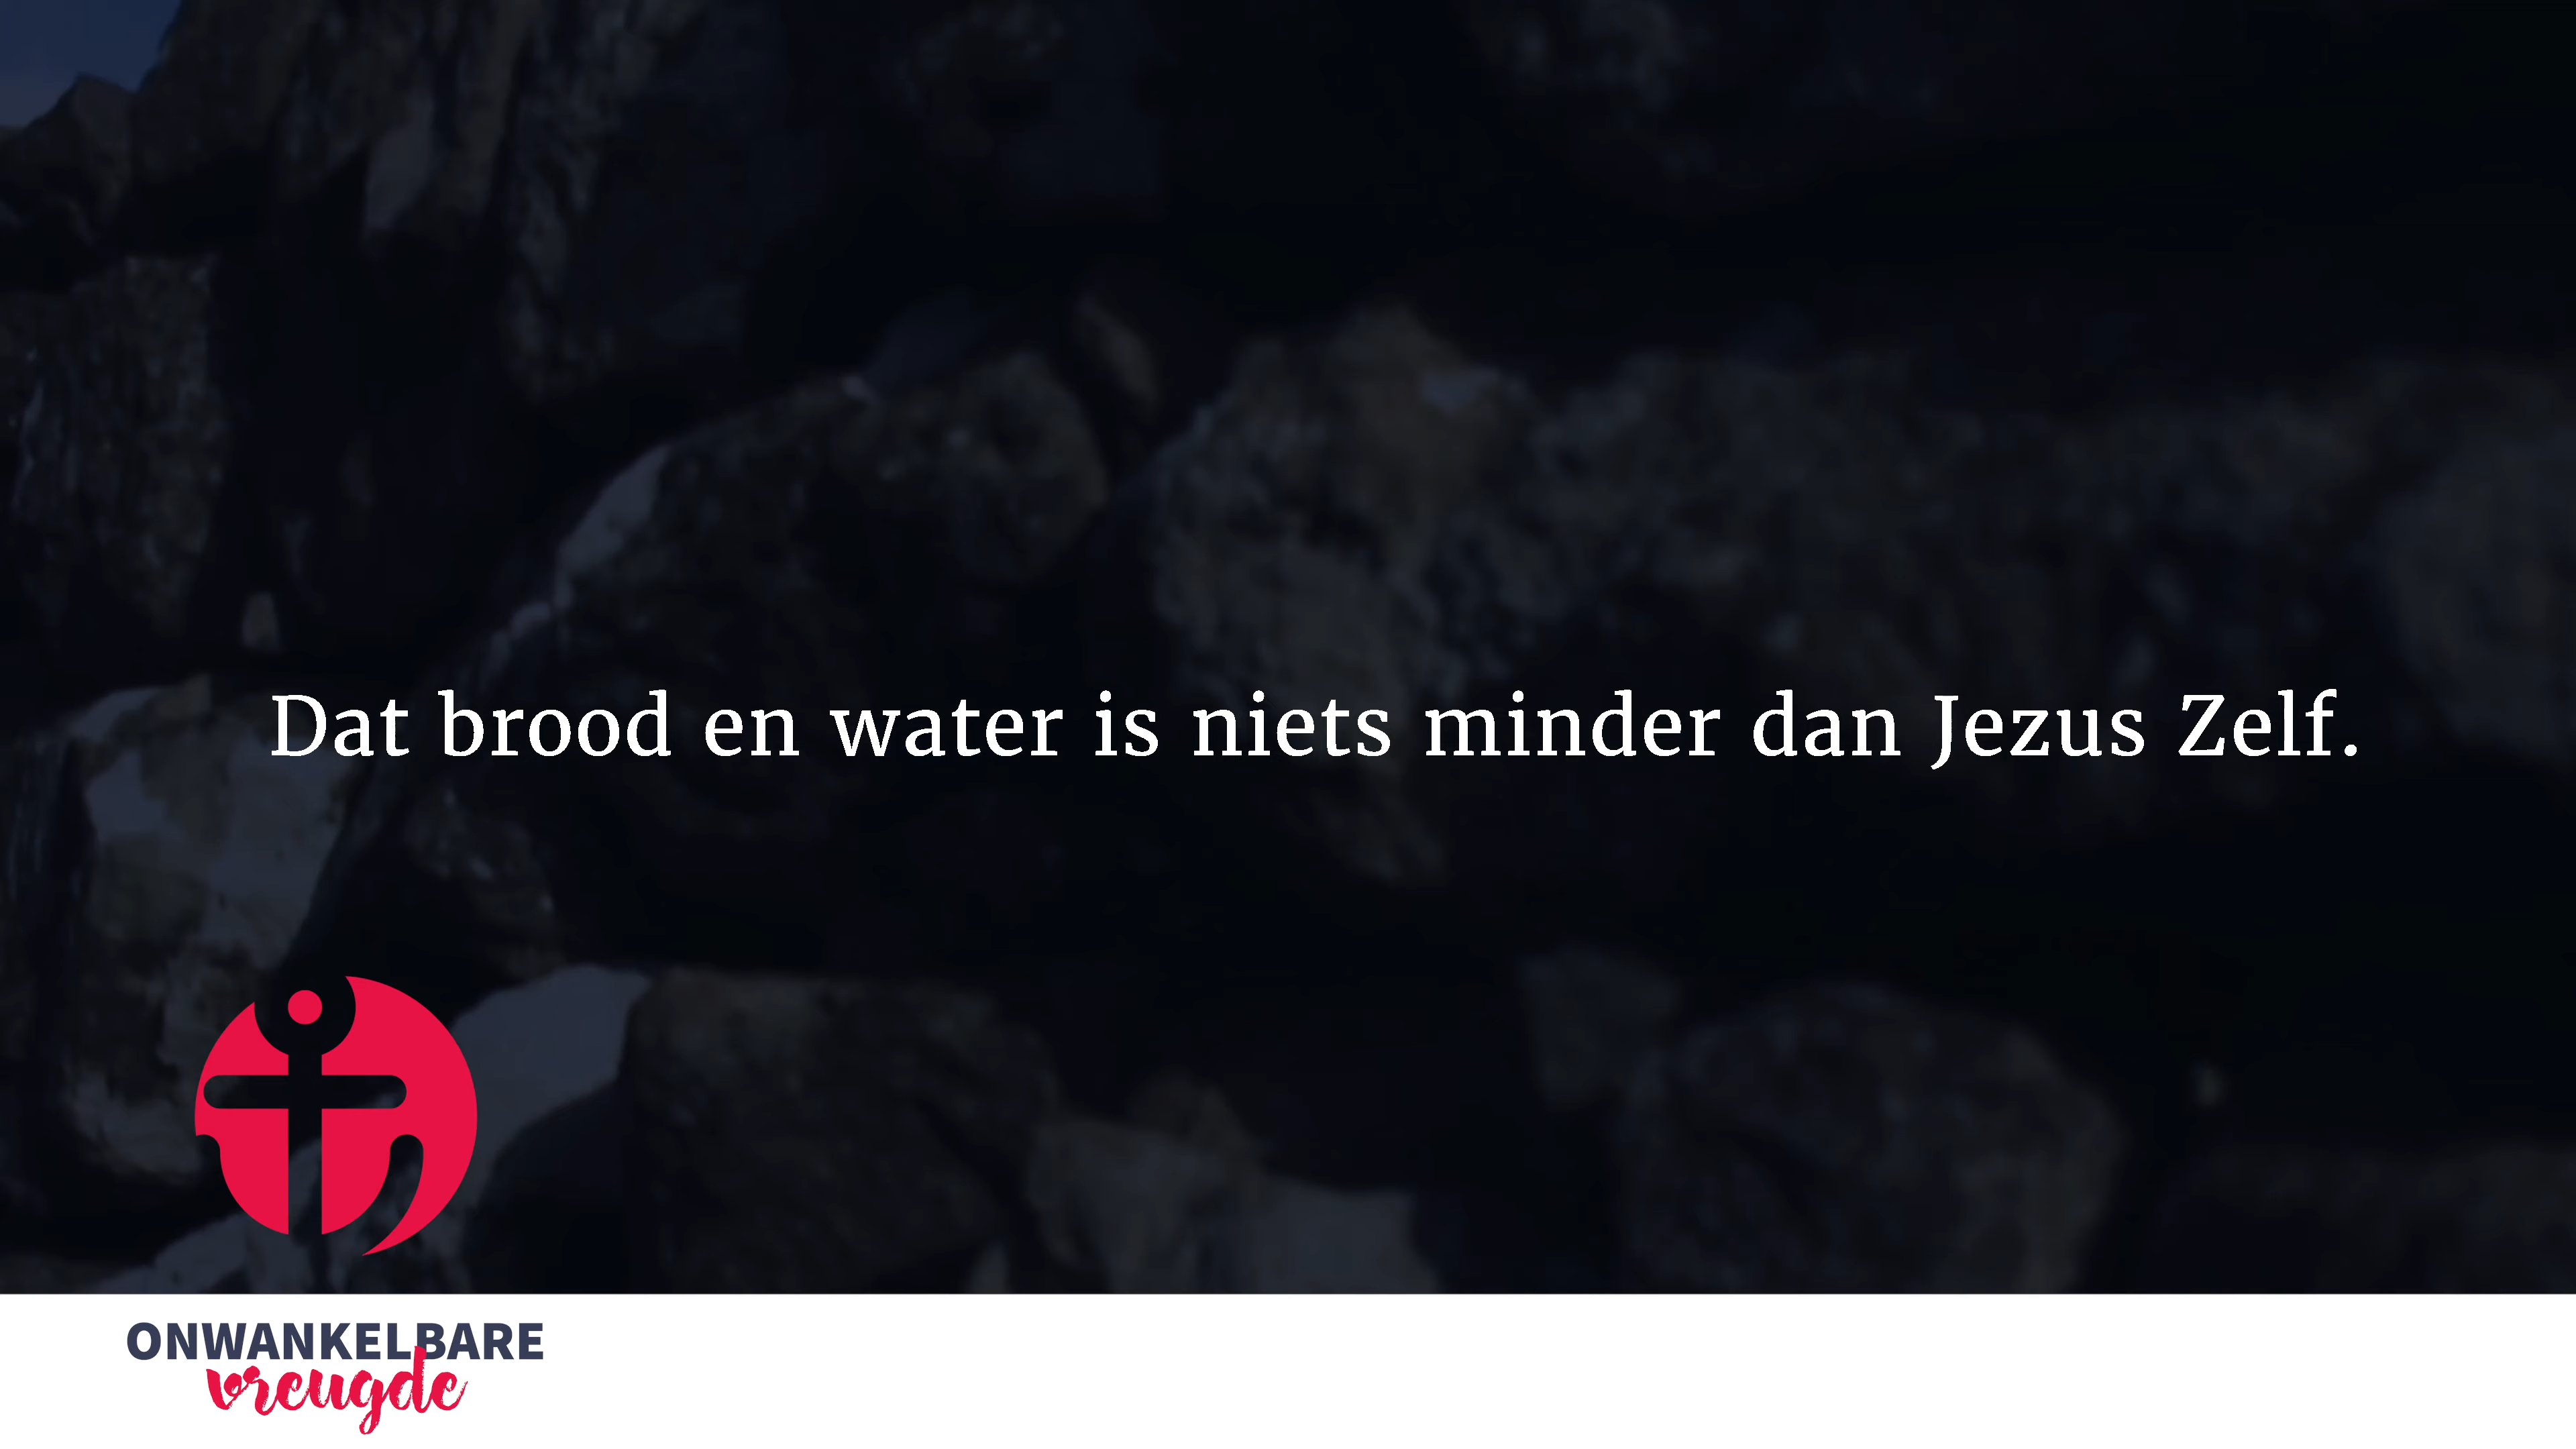 Dat brood en water is niets minder dan Jezus Zelf.
ONWANKELBARE
vreugde